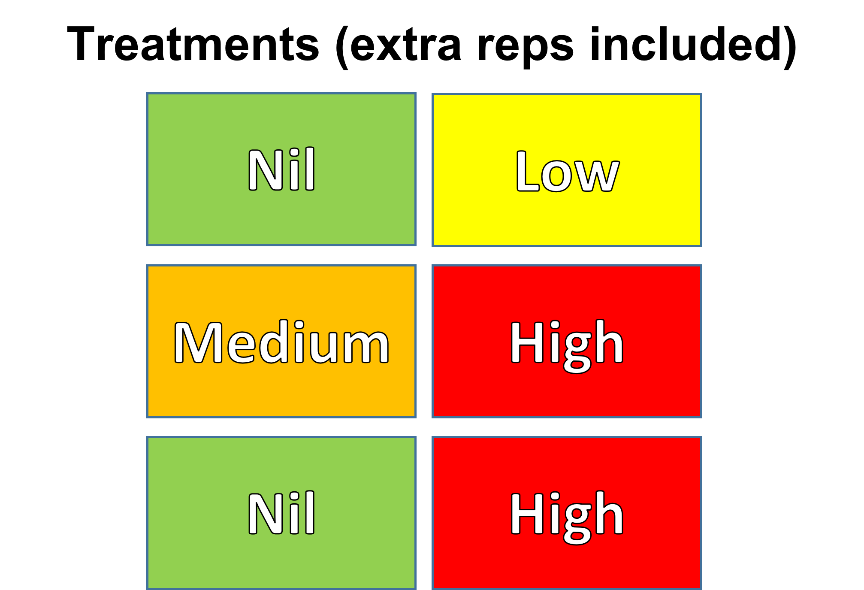 Treatments (extra reps included)
Nil
Low
Medium
High
Nil
High